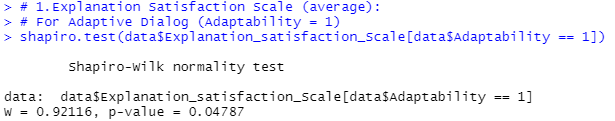 > # 1.Explanation Satisfaction Scale (average):
> # For Adaptive Dialog (Adaptability = 1)
> shapiro.test(data$Explanation_satisfaction_Scale[data$Adaptability == 1])
Shapiro-Wilk normality test
data:  data$Explanation_satisfaction_Scale[data$Adaptability == 1]
W = 0.92116, p-value = 0.04787